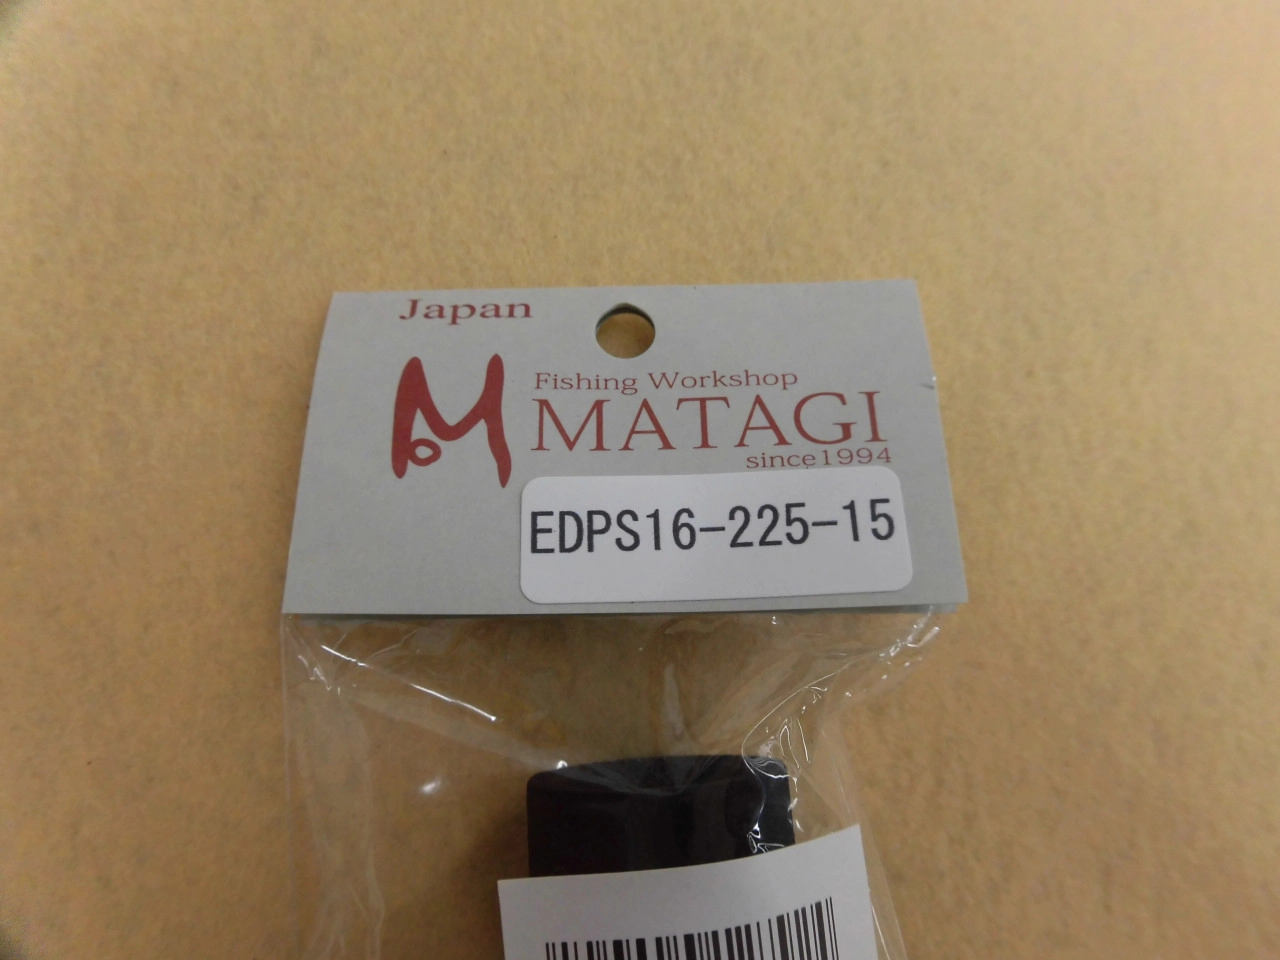 Japan
Fishing Workshop
MATAGI
since1994
EDPS16-225-15